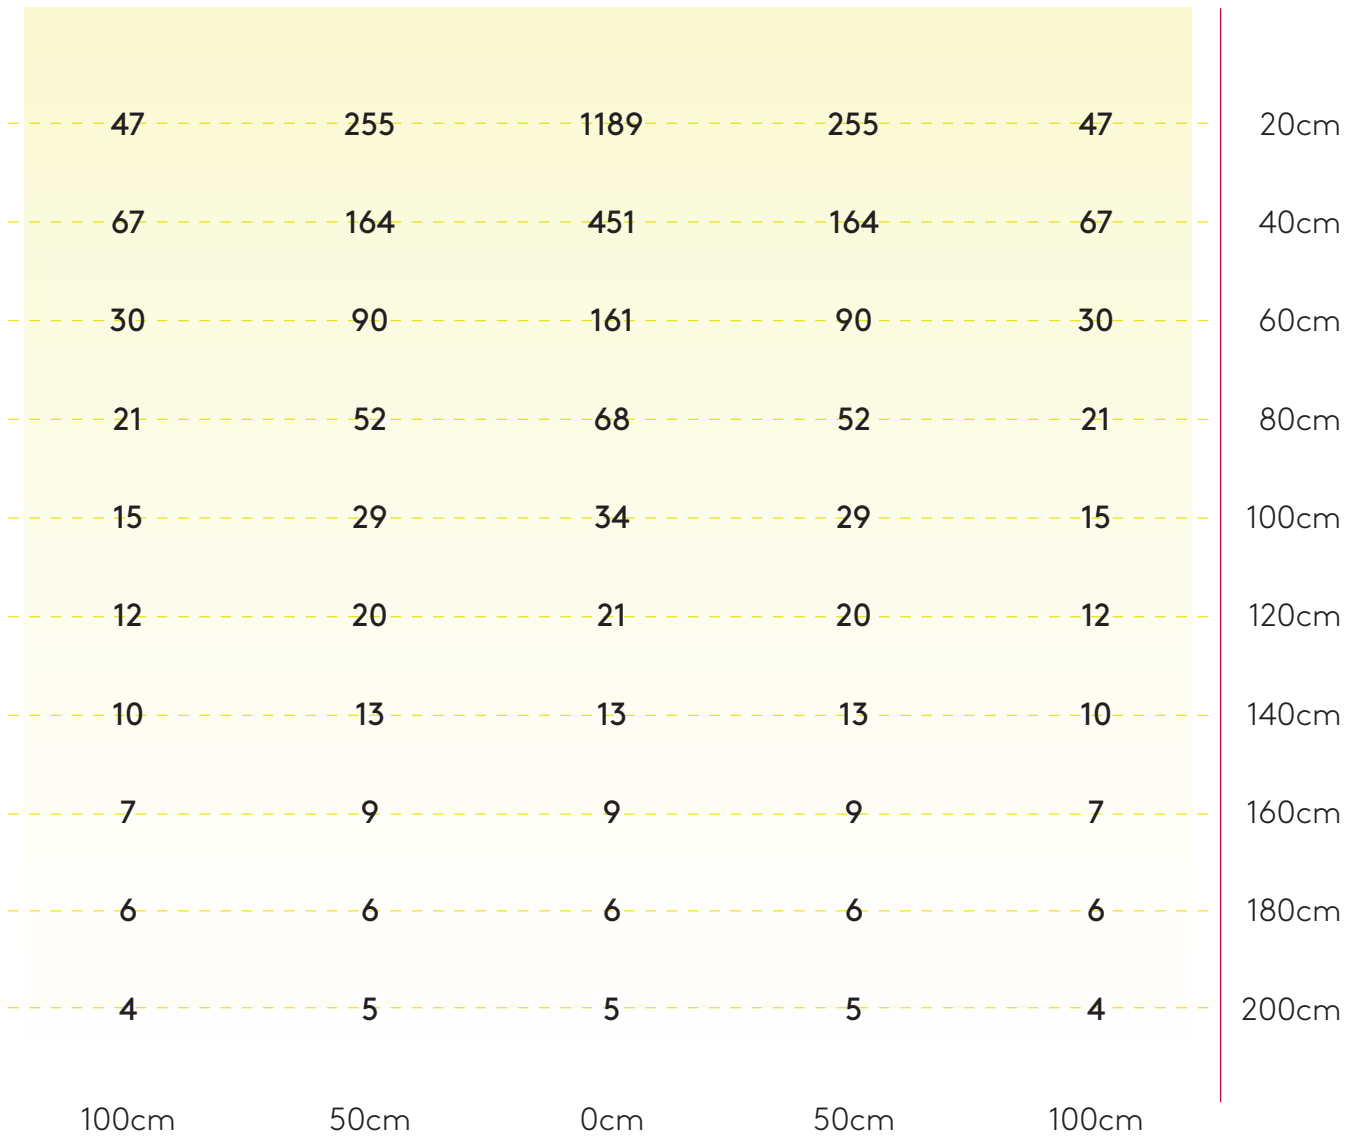 47 255 1189 255 47 20cm
67 164 451 164 67 40cm
30 90 161 90 30 60cm
21 52 68 52 21 80cm
15 29 34 29 15 100cm
12 20 21 20 12 120cm
10 13 13 13 10 140cm
7 9 9 9 7 160cm
6 6 6 6 6 180cm
4 5 5 5 4 200cm
100cm 50cm 0cm 50cm 100cm